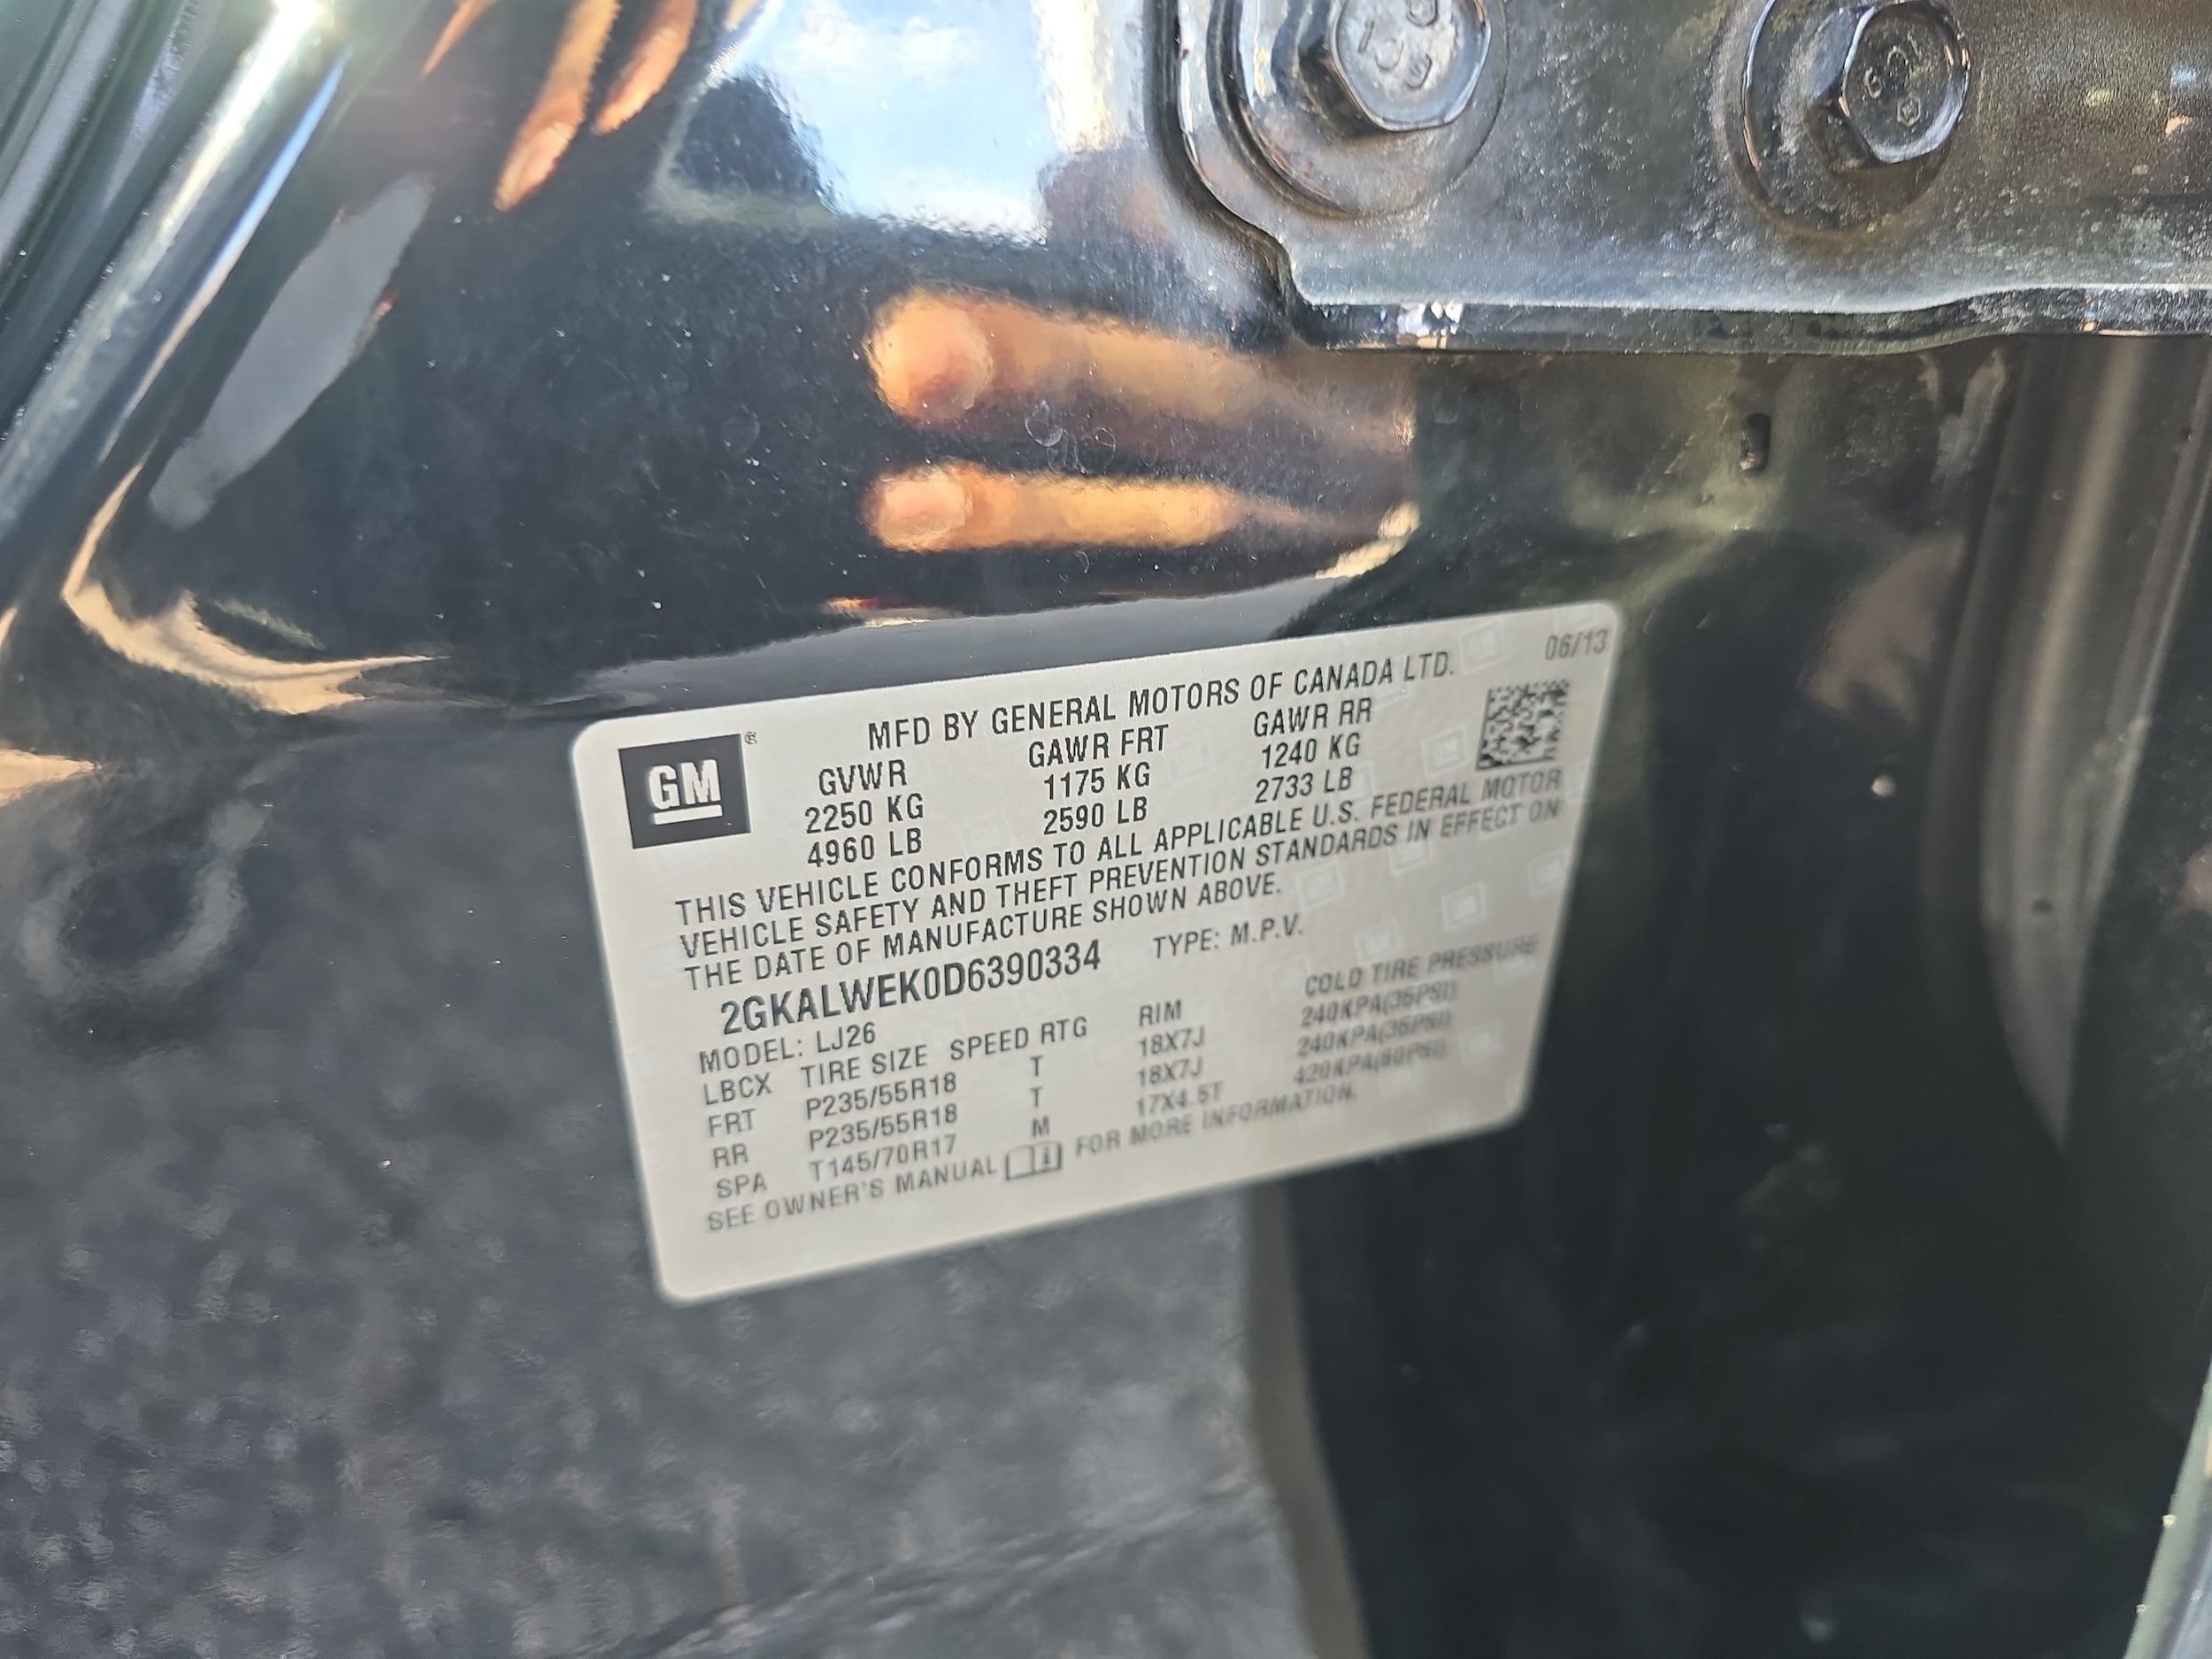 06/13
MFD BY GENERAL MOTORS OF CANADA LTD.
GM ®
GVWR GAWR FRT GAWR RR
2250 KG 1175 KG 1240 KG
4960 LB 2590 LB 2733 LB
THIS VEHICLE CONFORMS TO ALL APPLICABLE U.S. FEDERAL MOTOR
VEHICLE SAFETY AND THEFT PREVENTION STANDARDS IN EFFECT ON
THE DATE OF MANUFACTURE SHOWN ABOVE.
2GKALWEK0D6390334 TYPE: M.P.V.
MODEL: LJ26
LBCX TIRE SIZE SPEED RTG RIM COLD TIRE PRESSURE
FRT P235/55R18 T 18X7J 240KPA(35PSI)
RR P235/55R18 T 18X7J 240KPA(35PSI)
SPA T145/70R17 M 17X4.5T 420KPA(60PSI)
SEE OWNER'S MANUAL FOR MORE INFORMATION.